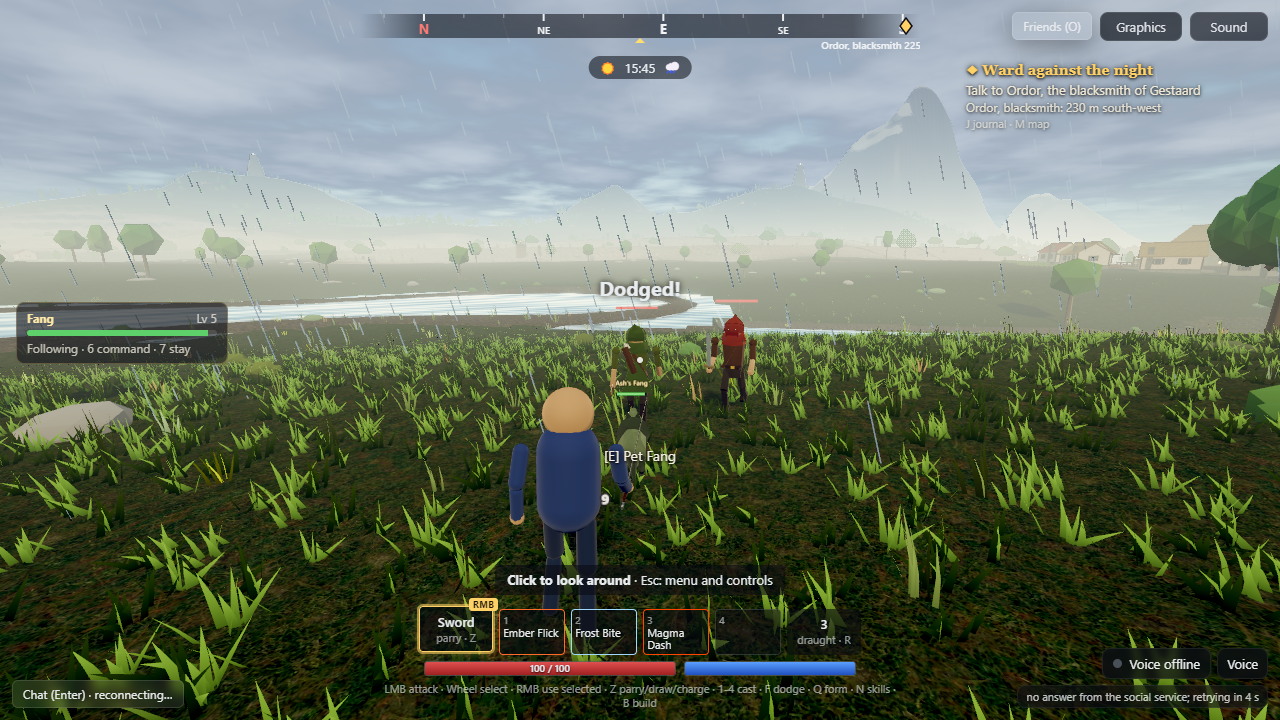 N
NE
E
SE
Ordor, blacksmith 225
Friends (O)
Graphics
Sound
15:45
Ward against the night
Talk to Ordor, the blacksmith of Gestaard
Ordor, blacksmith: 230 m south-west
J journal · M map
Dodged!
Fang
Lv 5
Following · 6 command · 7 stay
Ash's Fang
[E] Pet Fang
9
Click to look around · Esc: menu and controls
RMB
Sword
parry · Z
1
Ember Flick
2
Frost Bite
3
Magma
Dash
4
3
draught · R
100 / 100
LMB attack · Wheel select · RMB use selected · Z parry/draw/charge · 1-4 cast · F dodge · Q form · N skills ·
B build
Chat (Enter) · reconnecting...
Voice offline
Voice
no answer from the social service; retrying in 4 s